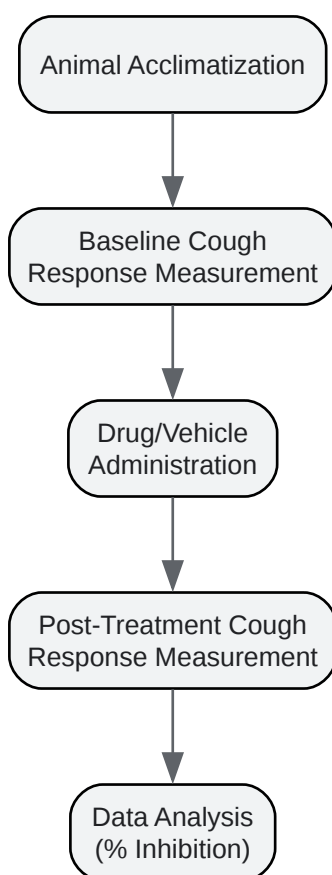 Animal Acclimatization
Baseline Cough
Response Measurement
Drug/Vehicle
Administration
Post-Treatment Cough
Response Measurement
Data Analysis
(% Inhibition)